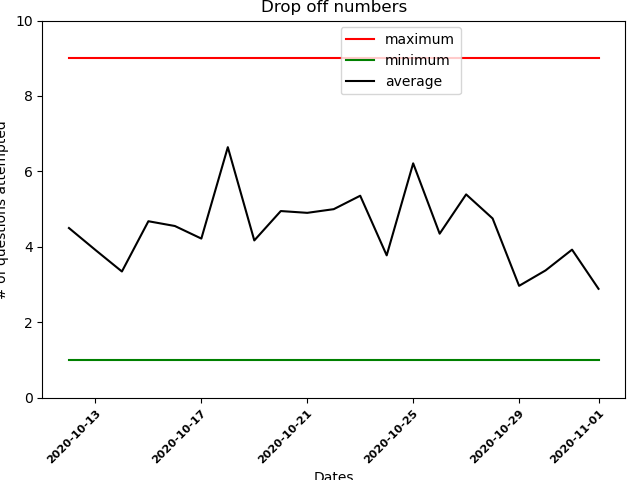 Drop off numbers
maximum
minimum
average
# of questions attempted
10
8
6
4
2
0
2020-10-13
2020-10-17
2020-10-21
2020-10-25
2020-10-29
2020-11-01
Dates